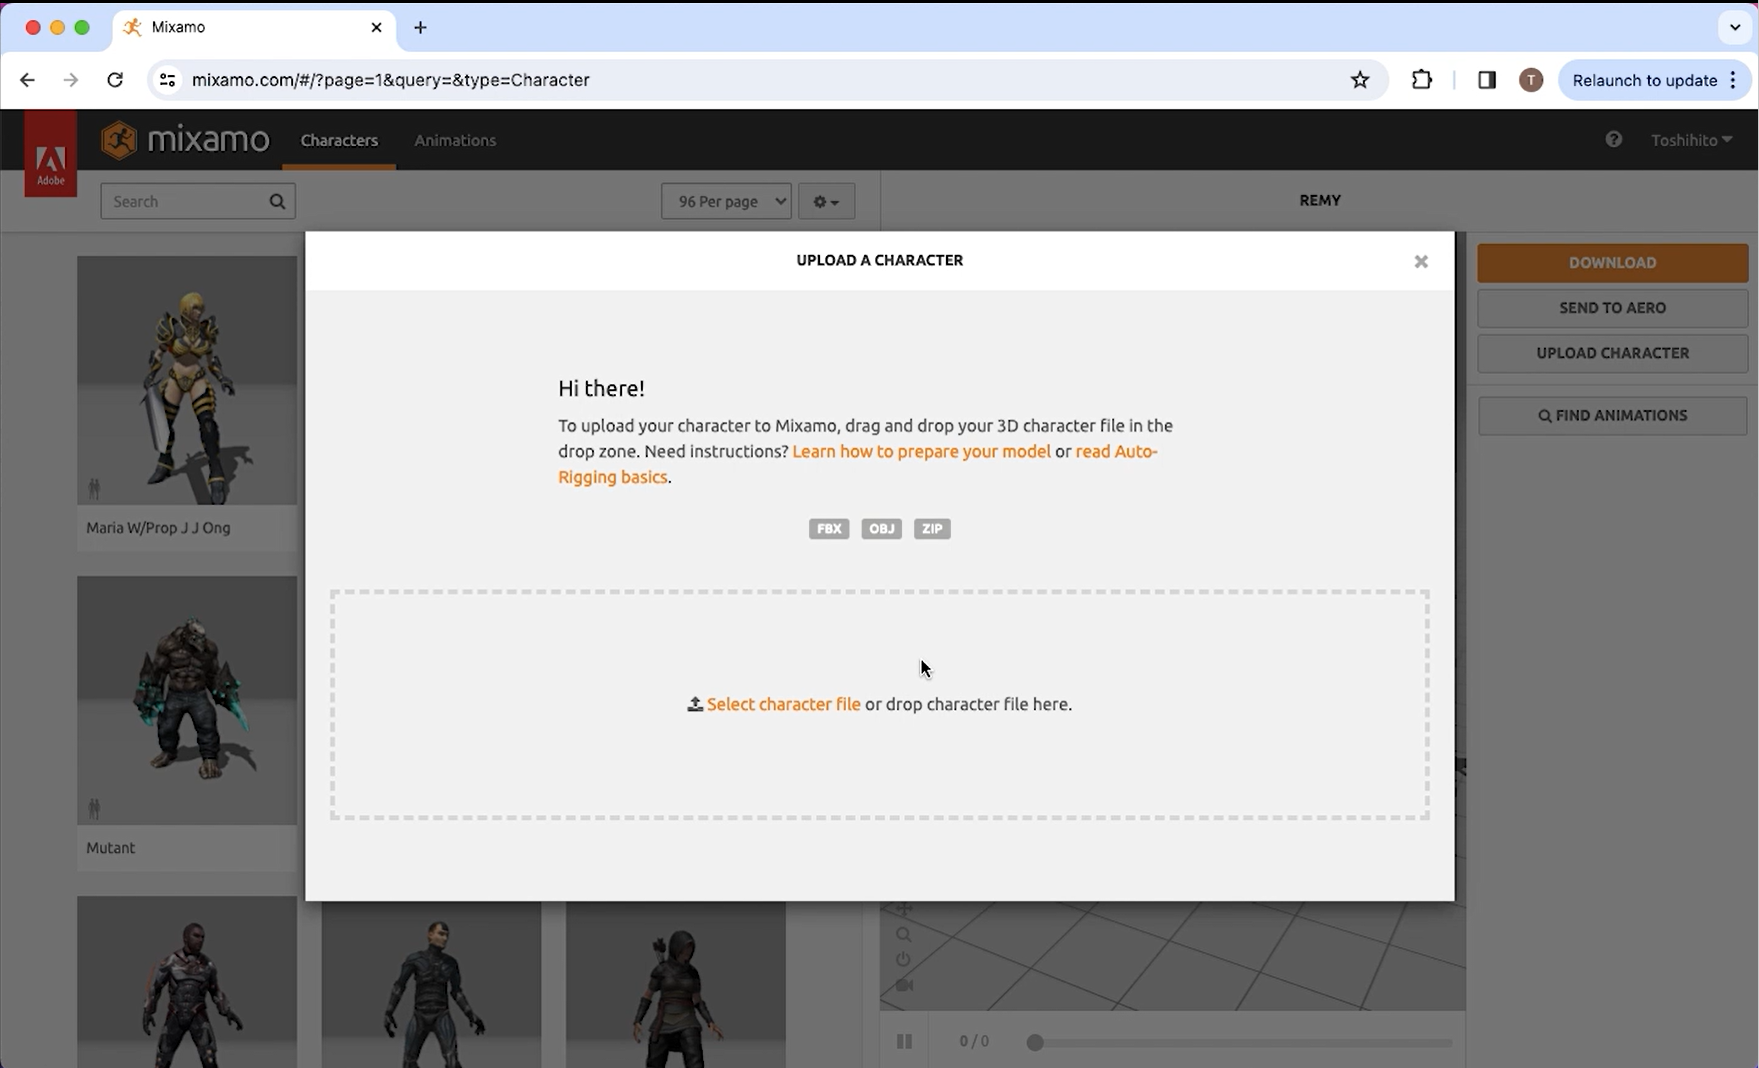 Mixamo
mixamo.com/#/?page=1&query=&type=Character
T
Relaunch to update
Adobe
mixamo
Characters
Animations
Toshihito
Search
96 Per page
REMY
UPLOAD A CHARACTER
DOWNLOAD
SEND TO AERO
UPLOAD CHARACTER
FIND ANIMATIONS
Hi there!
To upload your character to Mixamo, drag and drop your 3D character file in the
drop zone. Need instructions? Learn how to prepare your model or read Auto-
Rigging basics.
FBX OBJ ZIP
Maria W/Prop J J Ong
Select character file or drop character file here.
Mutant
0 / 0